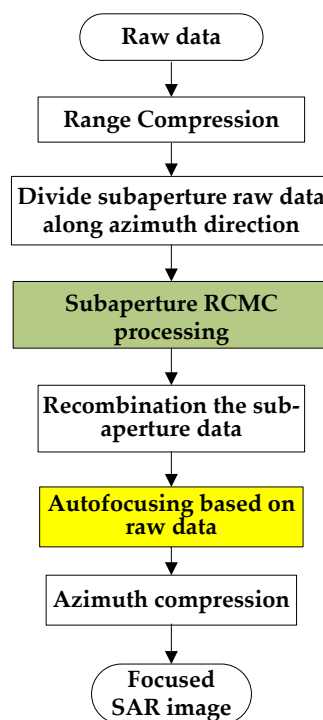 Raw data
Range Compression
Divide subaperture raw data
along azimuth direction
Subaperture RCMC
processing
Recombination the sub-
aperture data
Autofocusing based on
raw data
Azimuth compression
Focused
SAR image